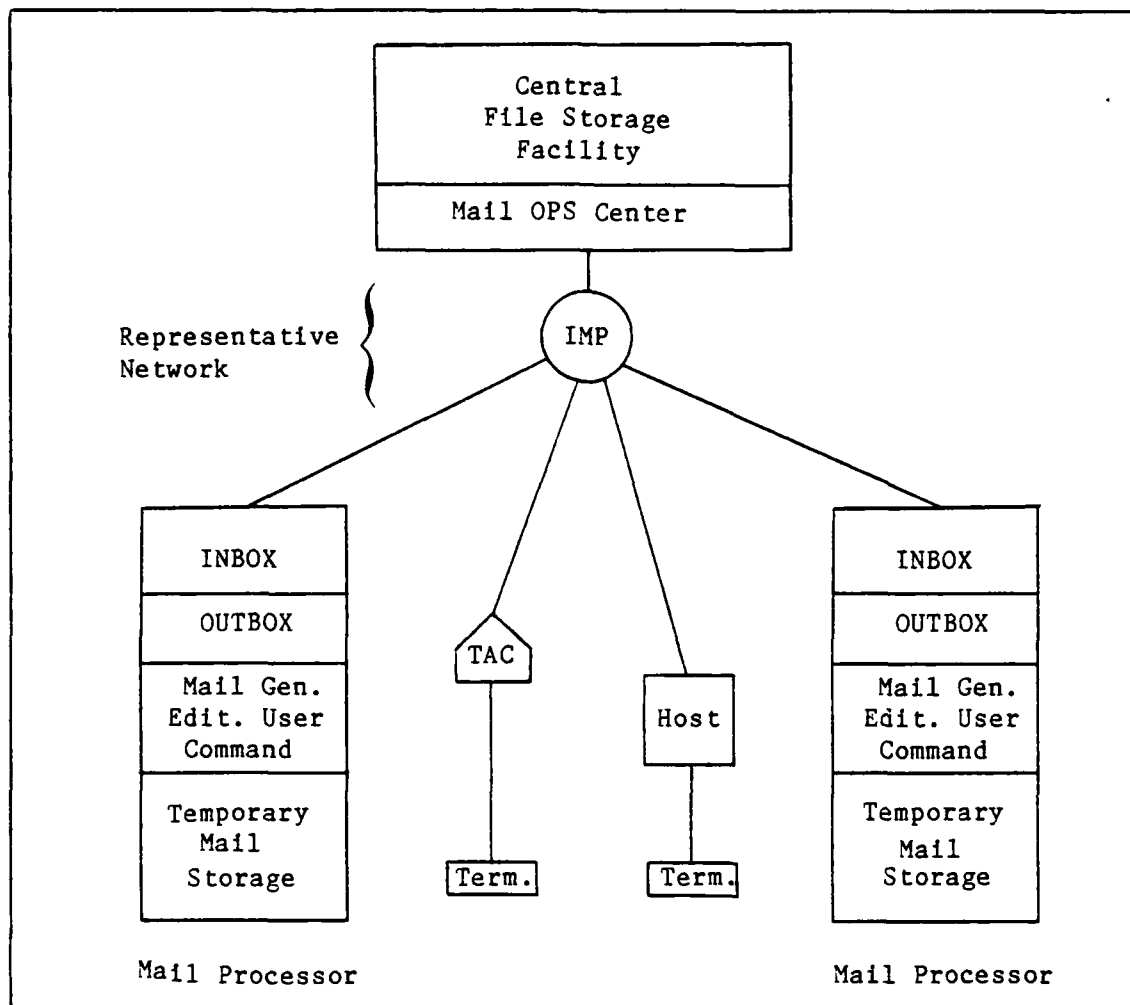 Central
File Storage
Facility
Mail OPS Center
Representative
Network
IMP
INBOX
OUTBOX
Mail Gen.
Edit. User
Command
Temporary
Mail
Storage
Mail Processor
TAC
Term.
Host
Term.
INBOX
OUTBOX
Mail Gen.
Edit. User
Command
Temporary
Mail
Storage
Mail Processor